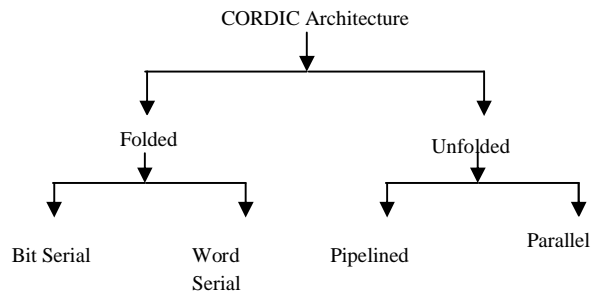 CORDIC Architecture
Folded
Unfolded
Bit Serial
Word
Serial
Pipelined
Parallel